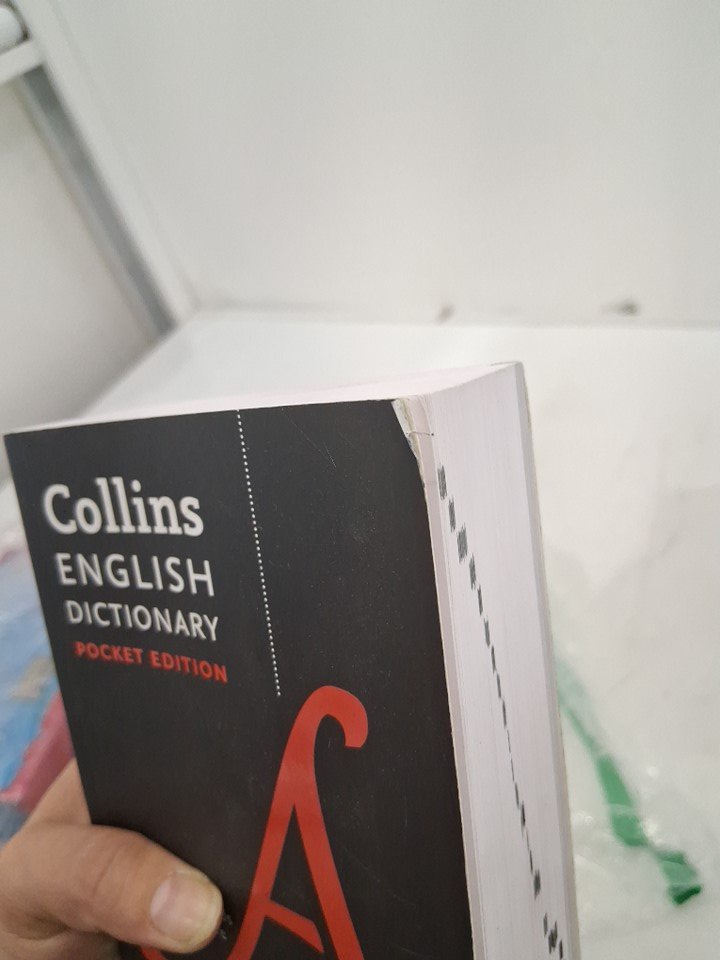 Collins
ENGLISH
DICTIONARY
POCKET EDITION
A